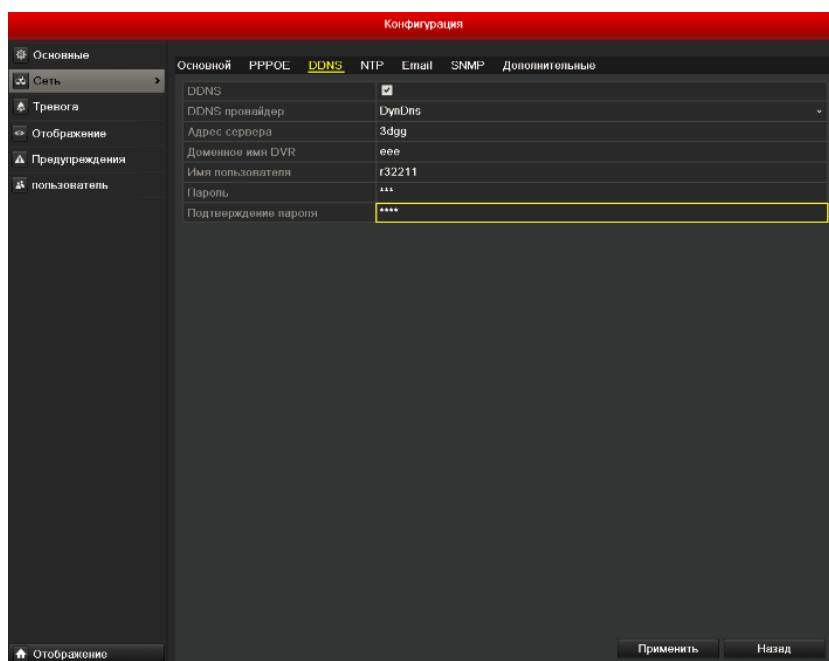 Конфигурация
Основные
Сеть
Тревога
Отображение
Предупреждения
пользователь
Основной PPPOE DDNS NTP Email SNMP Дополнительные
DDNS
DDNS провайдер DynDns
Адрес сервера 3dgg
Доменное имя DVR eee
Имя пользователя r32211
Пароль ***
Подтверждение пароля ****
Отображение
Применить Назад